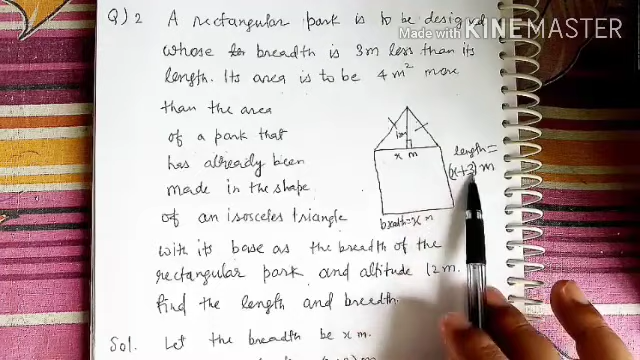 Made with KINEMASTER
Q)2 A rectangular park is to be designed
whose breadth is 3m less than its
length. Its area is to be 4 m² more
than the area
of a park that
has already been
made in the shape
of an isosceles triangle
with its base as the breadth of the
rectangular park and altitude 12m.
Find the length and breadth.
12m
x m
length =
(x+3) m
breadth = x m
Sol. Let the breadth be x m.